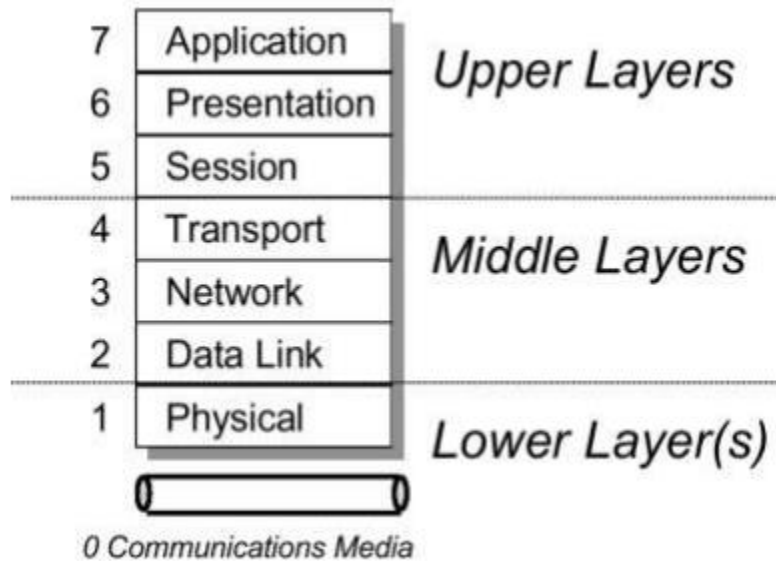 7 Application
6 Presentation
5 Session
Upper Layers
4 Transport
3 Network
2 Data Link
Middle Layers
1 Physical
Lower Layer(s)
0 Communications Media